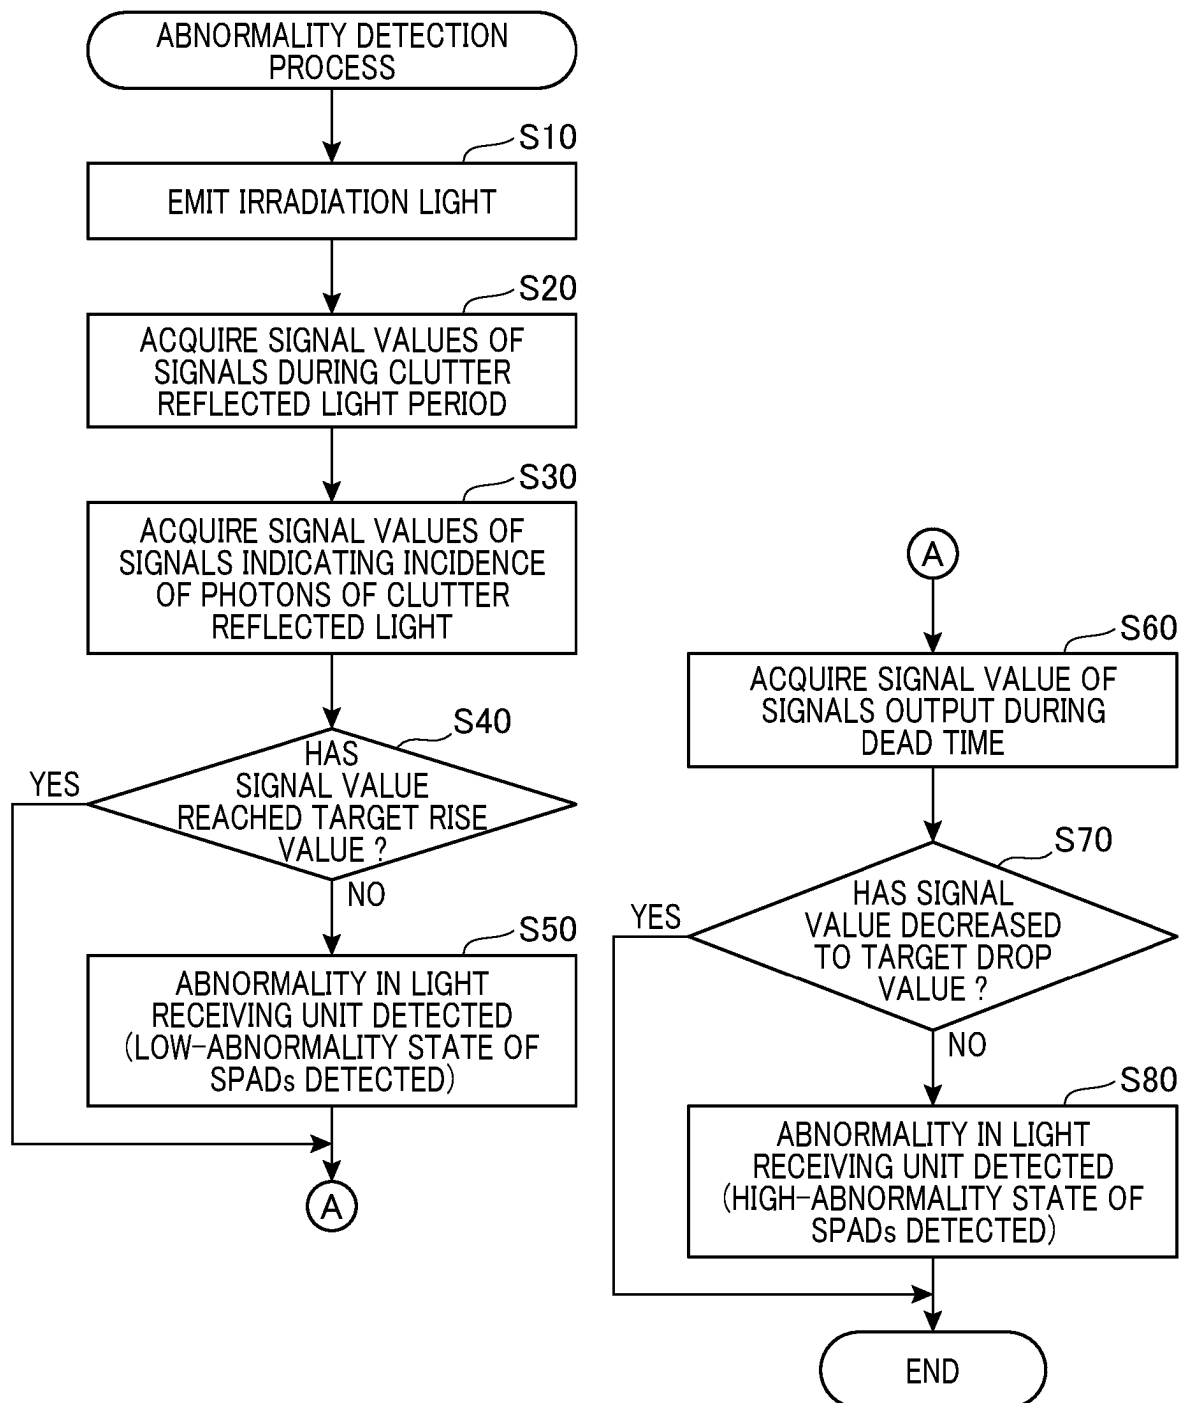 ABNORMALITY DETECTION
PROCESS
S10
EMIT IRRADIATION LIGHT
S20
ACQUIRE SIGNAL VALUES OF
SIGNALS DURING CLUTTER
REFLECTED LIGHT PERIOD
S30
ACQUIRE SIGNAL VALUES OF
SIGNALS INDICATING INCIDENCE
OF PHOTONS OF CLUTTER
REFLECTED LIGHT
S40
HAS
SIGNAL VALUE
REACHED TARGET RISE
VALUE ?
YES
NO
S50
ABNORMALITY IN LIGHT
RECEIVING UNIT DETECTED
(LOW-ABNORMALITY STATE OF
SPADs DETECTED)
A
A
S60
ACQUIRE SIGNAL VALUE OF
SIGNALS OUTPUT DURING
DEAD TIME
S70
HAS SIGNAL
VALUE DECREASED
TO TARGET DROP
VALUE ?
YES
NO
S80
ABNORMALITY IN LIGHT
RECEIVING UNIT DETECTED
(HIGH-ABNORMALITY STATE OF
SPADs DETECTED)
END